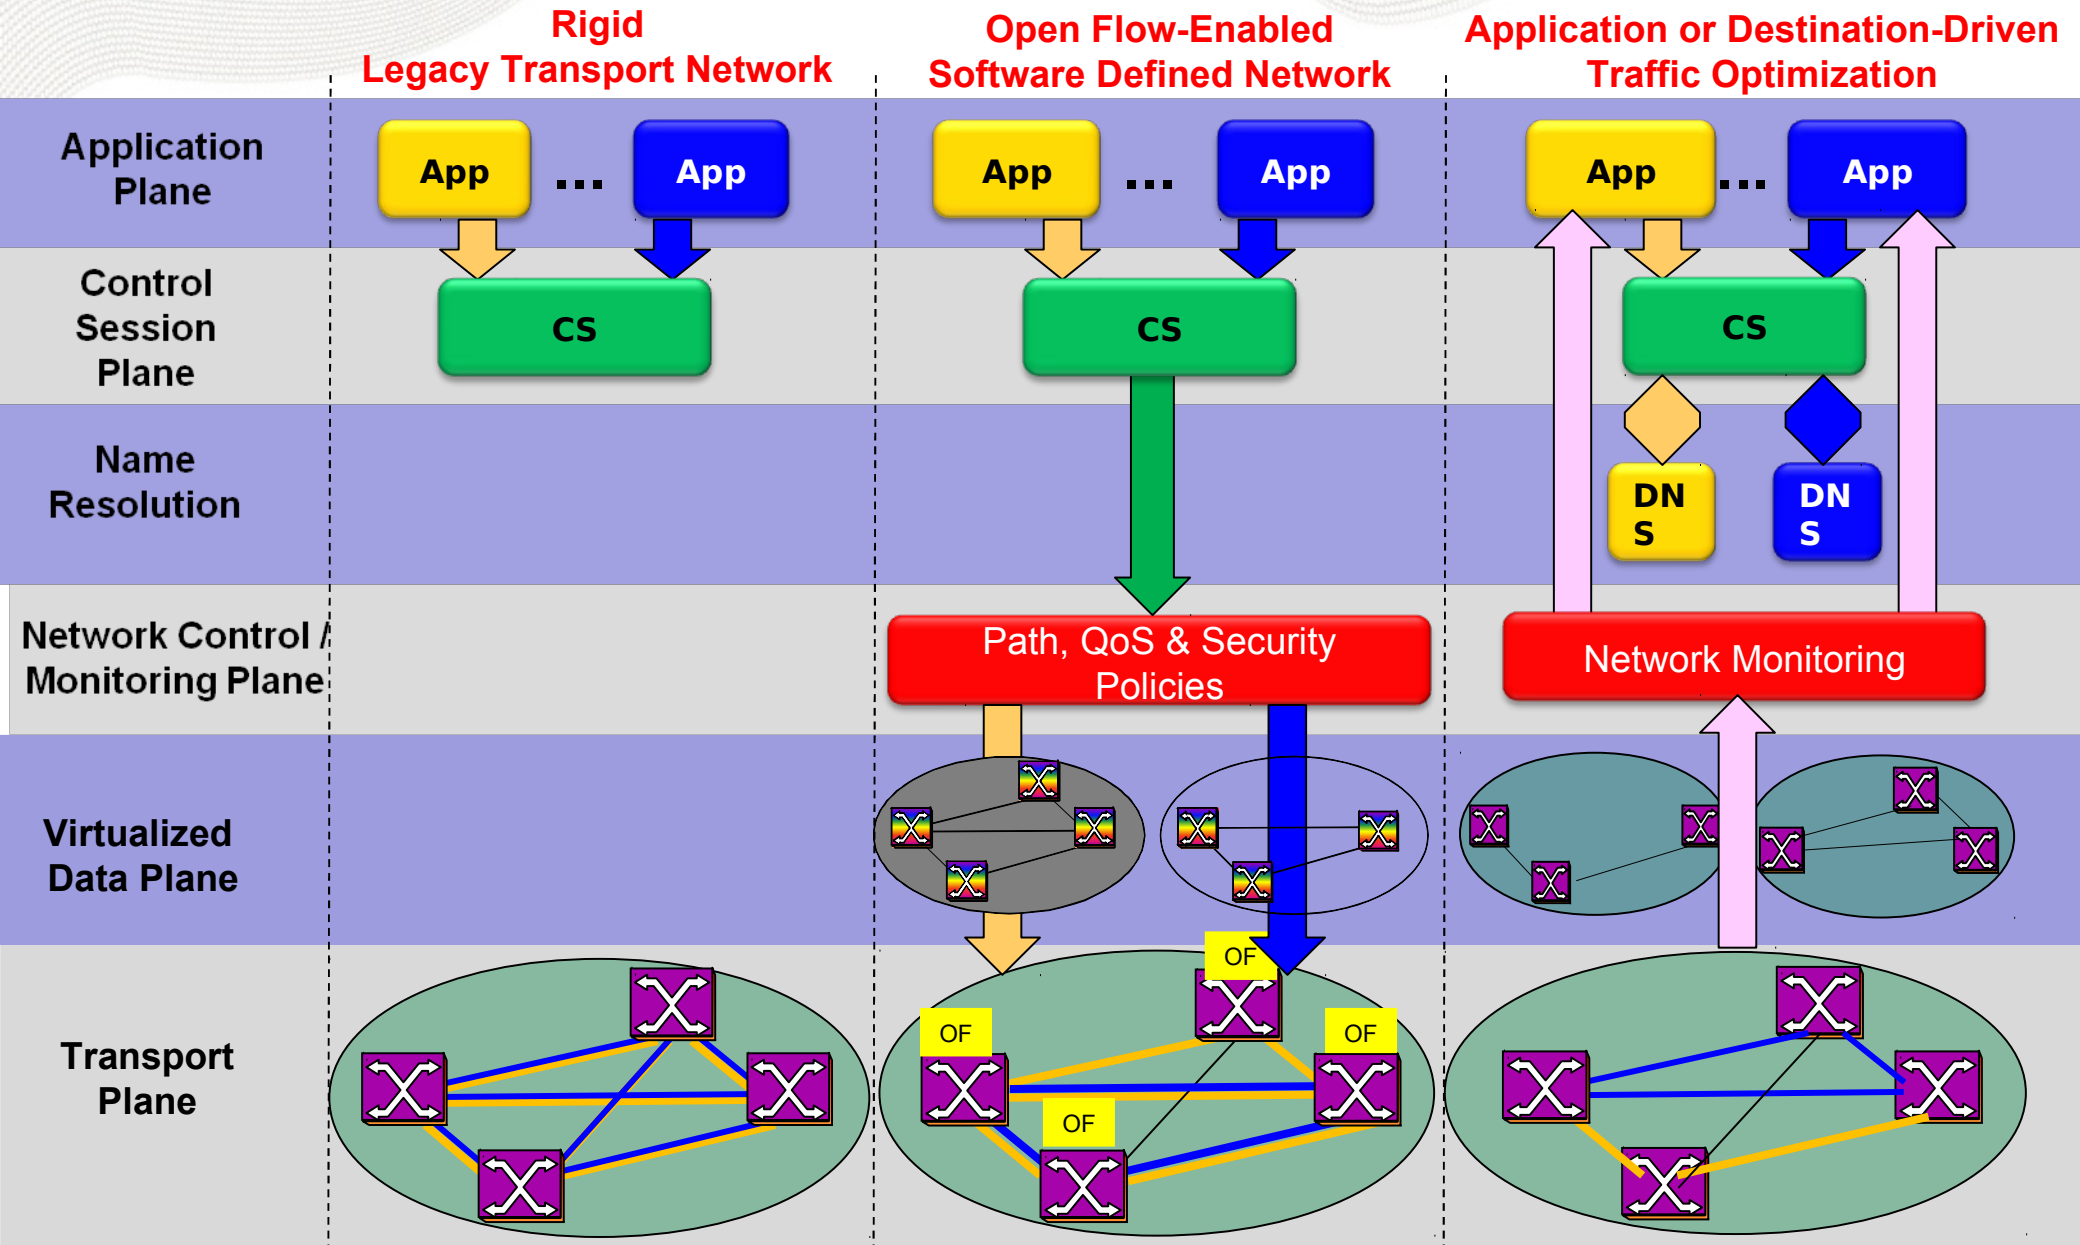 Rigid
Legacy Transport Network
Open Flow-Enabled
Software Defined Network
Application or Destination-Driven
Traffic Optimization
Application
Plane
App
...
App
App
...
App
App
...
App
Control
Session
Plane
CS
CS
CS
Name
Resolution
DN
S
DN
S
Network Control /
Monitoring Plane
Path, QoS & Security
Policies
Network Monitoring
Virtualized
Data Plane
Transport
Plane
OF
OF
OF
OF